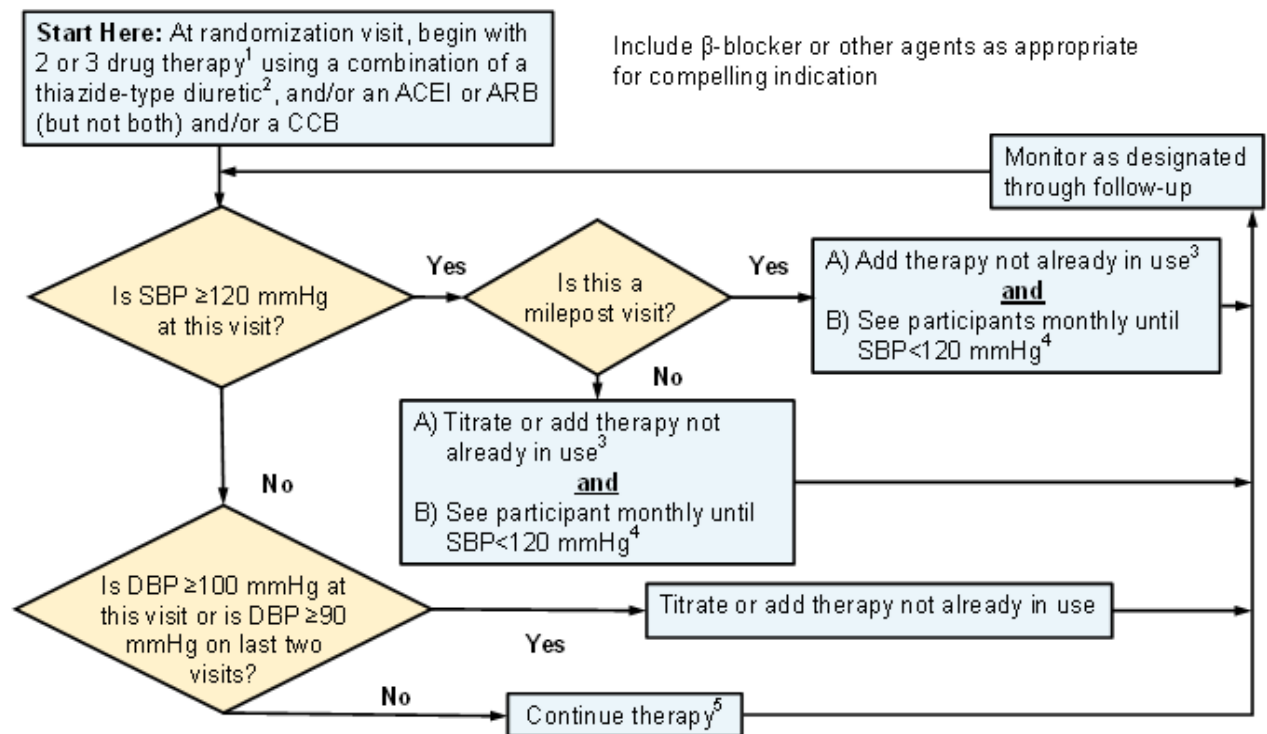 Start Here: At randomization visit, begin with
2 or 3 drug therapy¹ using a combination of a
thiazide-type diuretic², and/or an ACEI or ARB
(but not both) and/or a CCB
Include β-blocker or other agents as appropriate
for compelling indication
Monitor as designated
through follow-up
Is SBP ≥120 mmHg
at this visit?
Yes
Is this a
milepost visit?
Yes
A) Add therapy not already in use³
and
B) See participants monthly until
SBP<120 mmHg⁴
No
A) Titrate or add therapy not
already in use³
and
B) See participant monthly until
SBP<120 mmHg⁴
No
Is DBP ≥100 mmHg at
this visit or is DBP ≥90
mmHg on last two
visits?
Yes
Titrate or add therapy not already in use
No
Continue therapy⁵